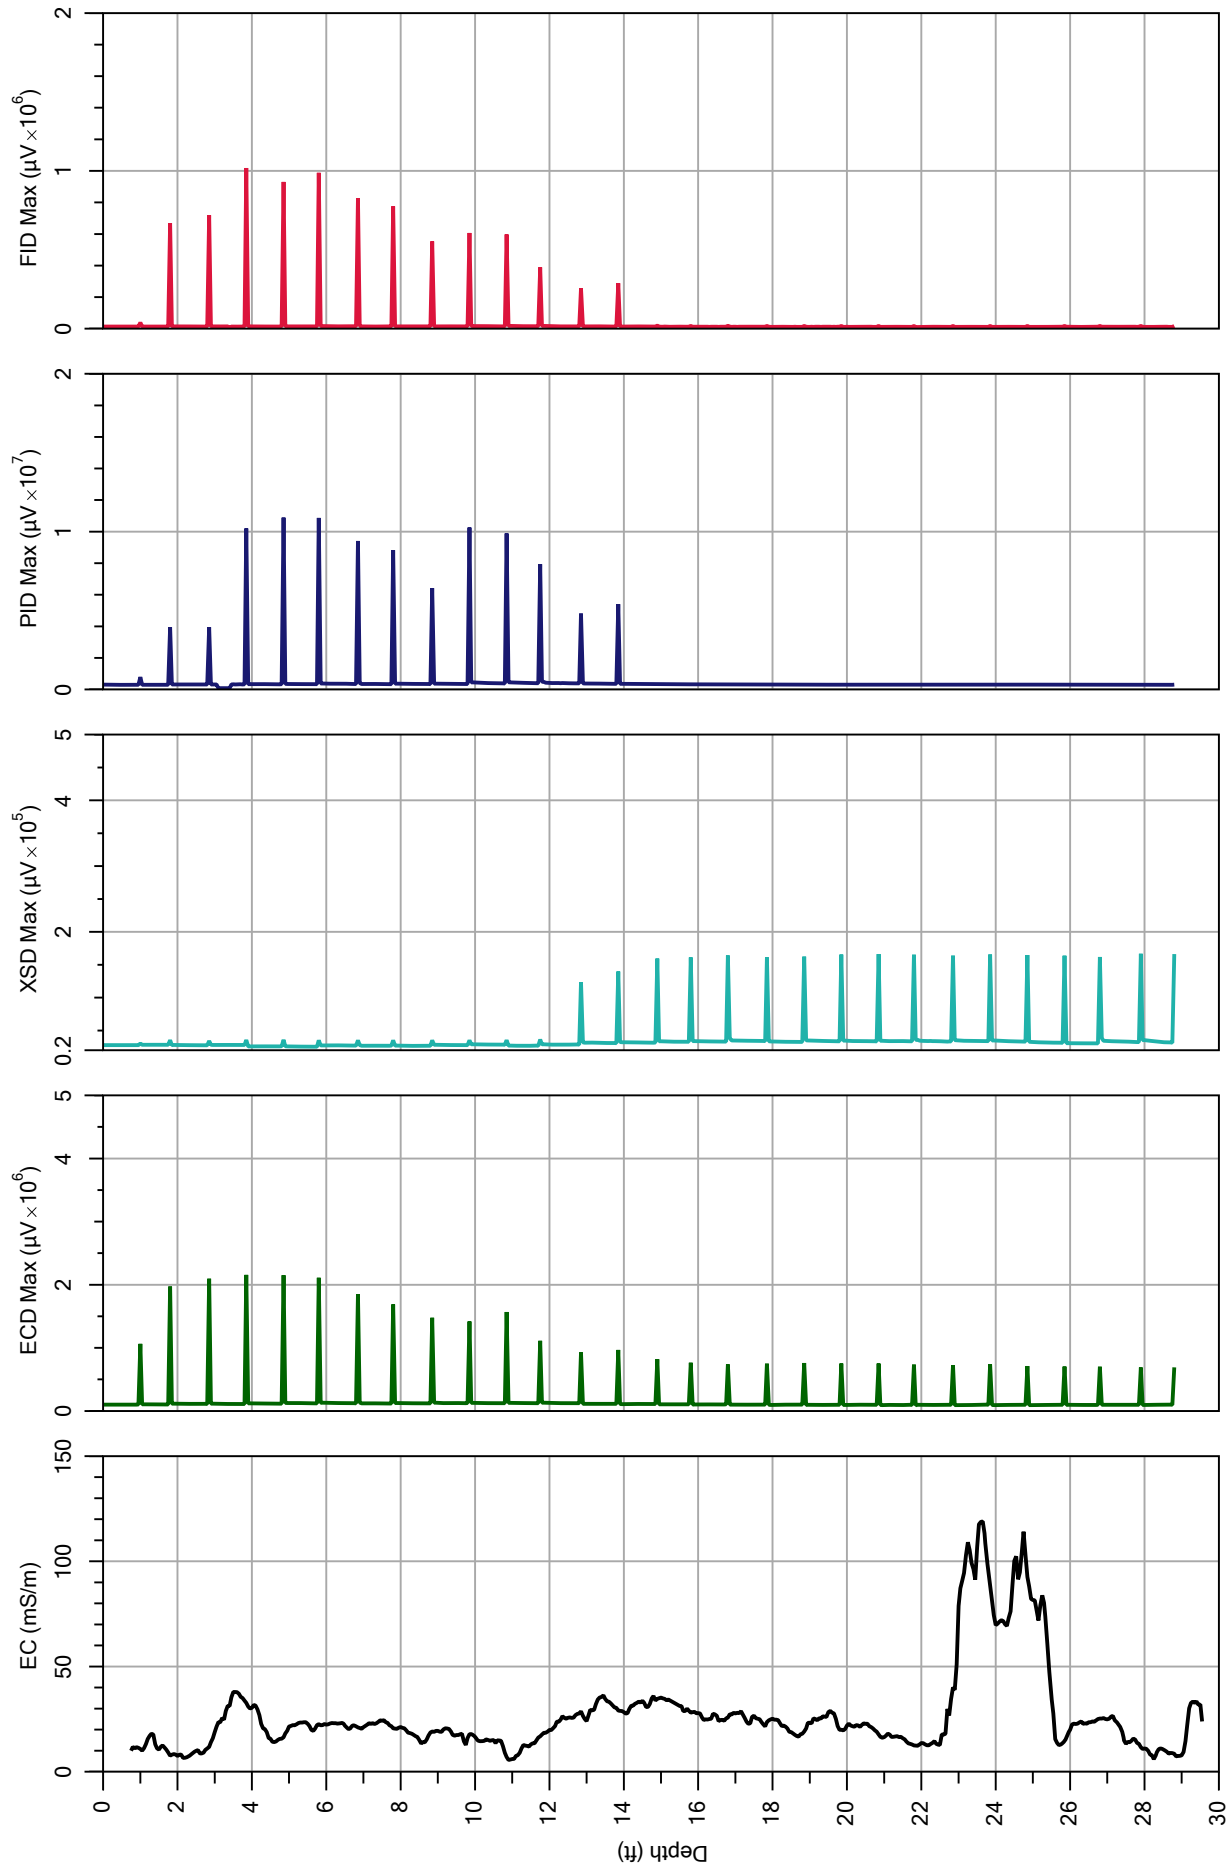 EC (mS/m)
0 50 100 150
ECD Max (µV×10⁶)
0 2 4 5
XSD Max (µV×10⁵)
0.2 2 4 5
PID Max (µV×10⁷)
0 1 2
FID Max (µV×10⁶)
0 1 2
Depth (ft)
0
2
4
6
8
10
12
14
16
18
20
22
24
26
28
30